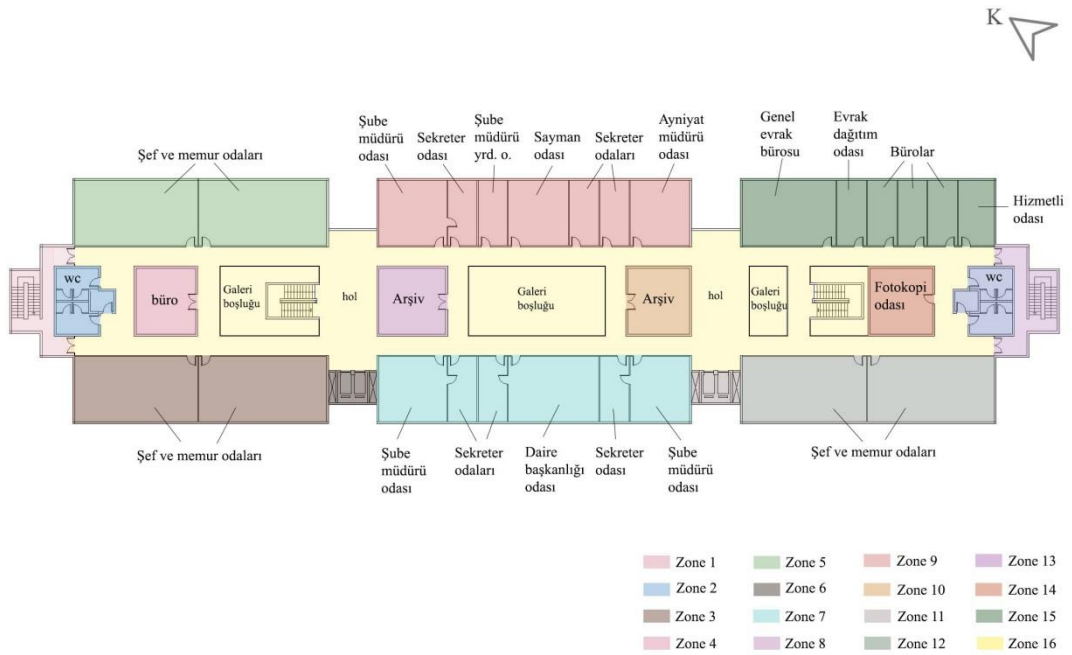 K
Şube
müdürü
odası
Sekreter
odası
Şube
müdürü
yrd. o.
Sayman
odası
Sekreter
odaları
Ayniyat
müdürü
odası
Genel
evrak
bürosu
Evrak
dağıtım
odası
Bürolar
Şef ve memur odaları
Hizmetli
odası
wc
büro
Galeri
boşluğu
hol
Arşiv
Galeri
boşluğu
Arşiv
hol
Galeri
boşluğu
Fotokopi
odası
wc
Şef ve memur odaları
Şube
müdürü
odası
Sekreter
odaları
Daire
başkanlığı
odası
Sekreter
odası
Şube
müdürü
odası
Şef ve memur odaları
Zone 1
Zone 2
Zone 3
Zone 4
Zone 5
Zone 6
Zone 7
Zone 8
Zone 9
Zone 10
Zone 11
Zone 12
Zone 13
Zone 14
Zone 15
Zone 16